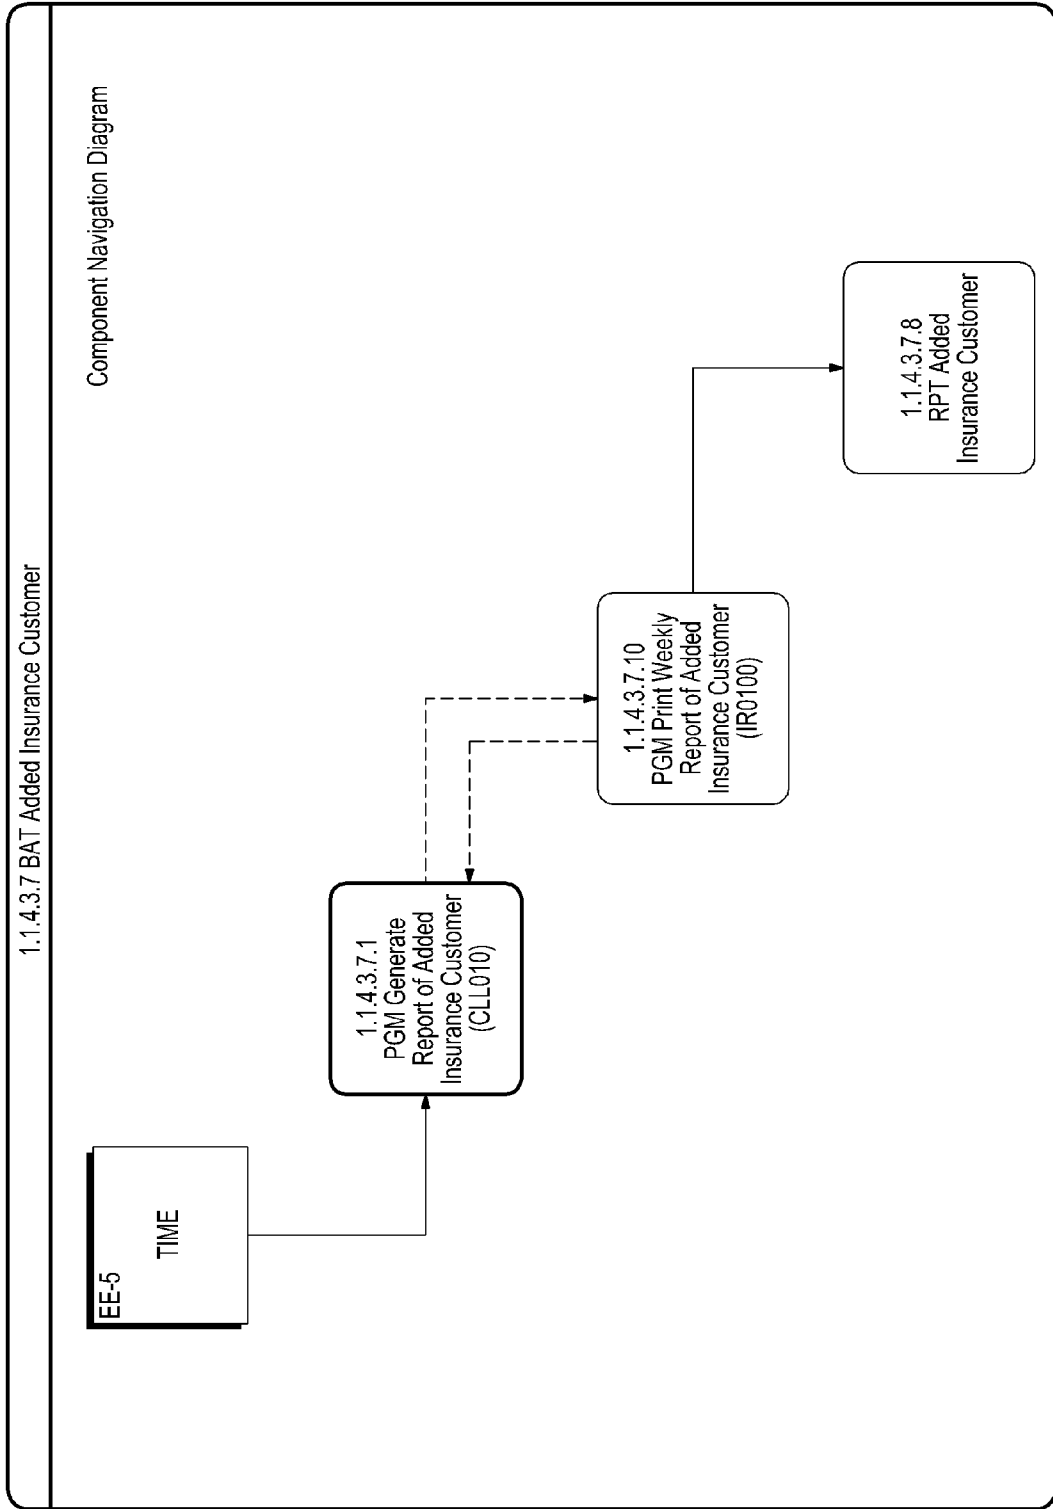 1.1.4.3.7 BAT Added Insurance Customer
Component Navigation Diagram
EE-5
TIME
1.1.4.3.7.1
PGM Generate
Report of Added
Insurance Customer
(CLL010)
1.1.4.3.7.10
PGM Print Weekly
Report of Added
Insurance Customer
(IR0100)
1.1.4.3.7.8
RPT Added
Insurance Customer